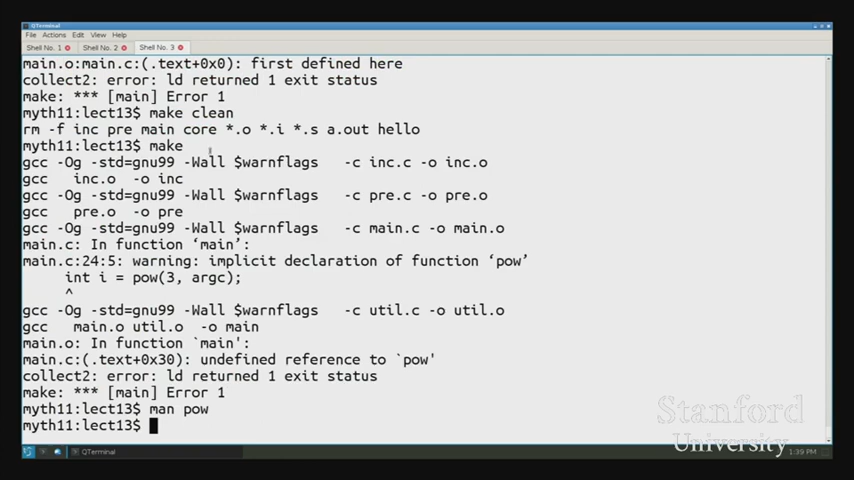 QTerminal
File Actions Edit View Help
Shell No. 1 Shell No. 2 Shell No. 3
main.o:main.c:(.text+0x0): first defined here
collect2: error: ld returned 1 exit status
make: *** [main] Error 1
myth11:lect13$ make clean
rm -f inc pre main core *.o *.i *.s a.out hello
myth11:lect13$ make
gcc -Og -std=gnu99 -Wall $warnflags   -c inc.c -o inc.o
gcc   inc.o  -o inc
gcc -Og -std=gnu99 -Wall $warnflags   -c pre.c -o pre.o
gcc   pre.o  -o pre
gcc -Og -std=gnu99 -Wall $warnflags   -c main.c -o main.o
main.c: In function ‘main’:
main.c:24:5: warning: implicit declaration of function ‘pow’
int i = pow(3, argc);
^
gcc -Og -std=gnu99 -Wall $warnflags   -c util.c -o util.o
gcc   main.o util.o  -o main
main.o: In function `main':
main.c:(.text+0x30): undefined reference to `pow'
collect2: error: ld returned 1 exit status
make: *** [main] Error 1
myth11:lect13$ man pow
myth11:lect13$
Stanford
University
QTerminal
1:39 PM